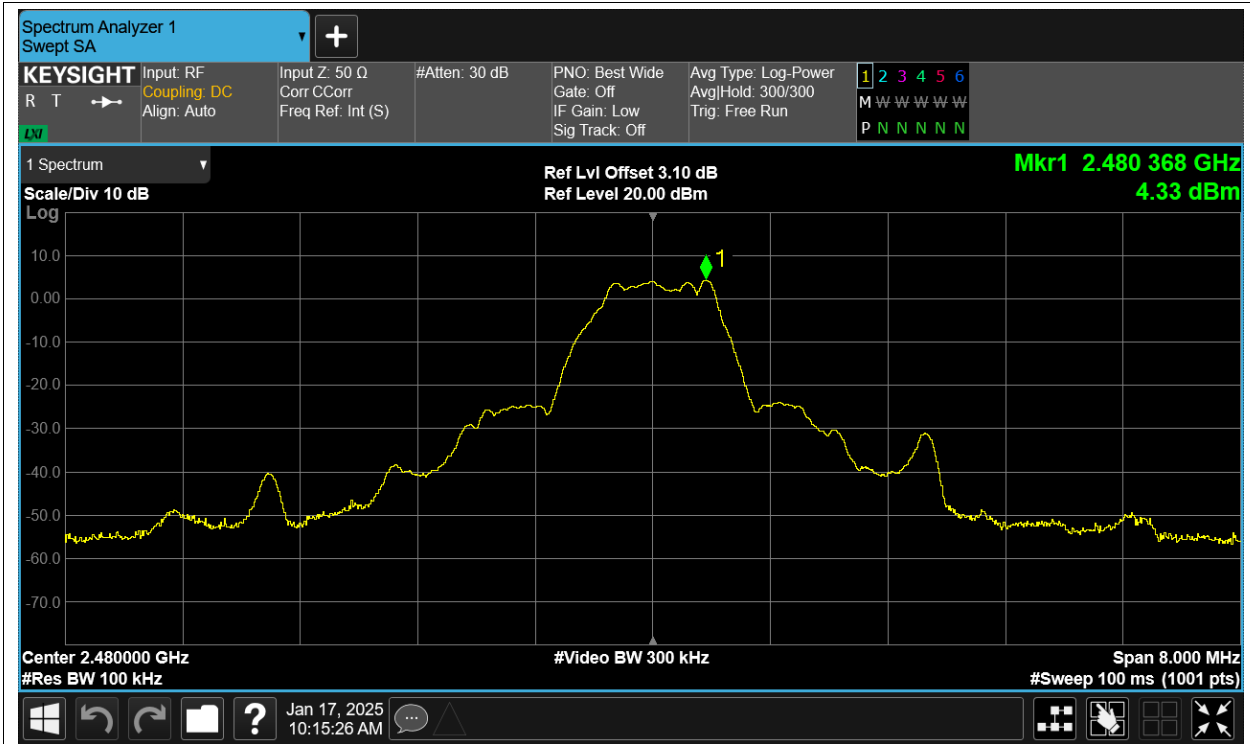 Spectrum Analyzer 1
Swept SA
KEYSIGHT
R T
LXI
Input: RF
Coupling: DC
Align: Auto
Input Z: 50 Ω
Corr CCorr
Freq Ref: Int (S)
#Atten: 30 dB
PNO: Best Wide
Gate: Off
IF Gain: Low
Sig Track: Off
Avg Type: Log-Power
Avg|Hold: 300/300
Trig: Free Run
1 2 3 4 5 6
M W W W W W
P N N N N N
1 Spectrum
Scale/Div 10 dB
Log
Ref Lvl Offset 3.10 dB
Ref Level 20.00 dBm
Mkr1 2.480 368 GHz
4.33 dBm
1
10.0
0.00
-10.0
-20.0
-30.0
-40.0
-50.0
-60.0
-70.0
Center 2.480000 GHz
#Res BW 100 kHz
#Video BW 300 kHz
Span 8.000 MHz
#Sweep 100 ms (1001 pts)
?
Jan 17, 2025
10:15:26 AM